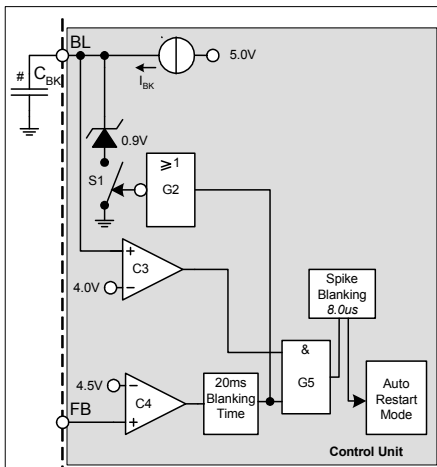 BL
5.0V
#
C_BK
I_BK
0.9V
S1
≥1
G2
C3
4.0V
Spike
Blanking
8.0us
&
G5
4.5V
20ms
Blanking
Time
C4
FB
Auto
Restart
Mode
Control Unit
+
-
-
+